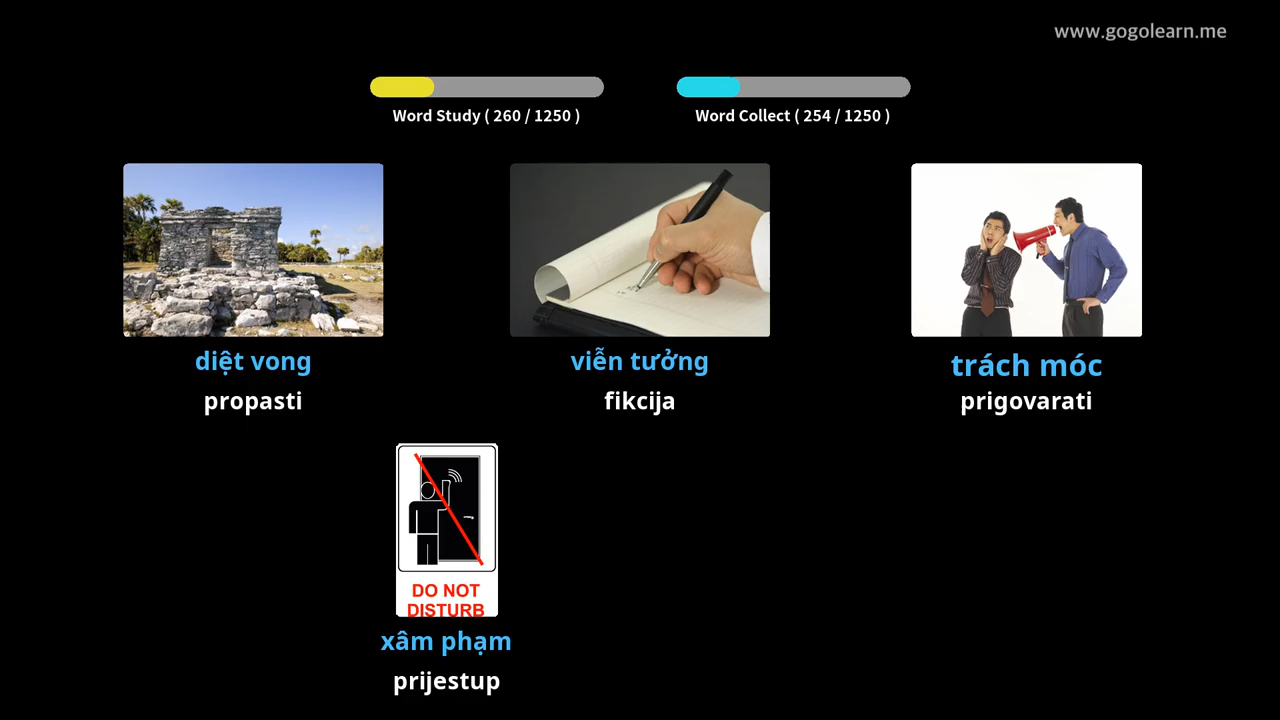 www.gogolearn.me
Word Study ( 260 / 1250 )
Word Collect ( 254 / 1250 )
diệt vong
propasti
viễn tưởng
fikcija
trách móc
prigovarati
DO NOT
DISTURB
xâm phạm
prijestup